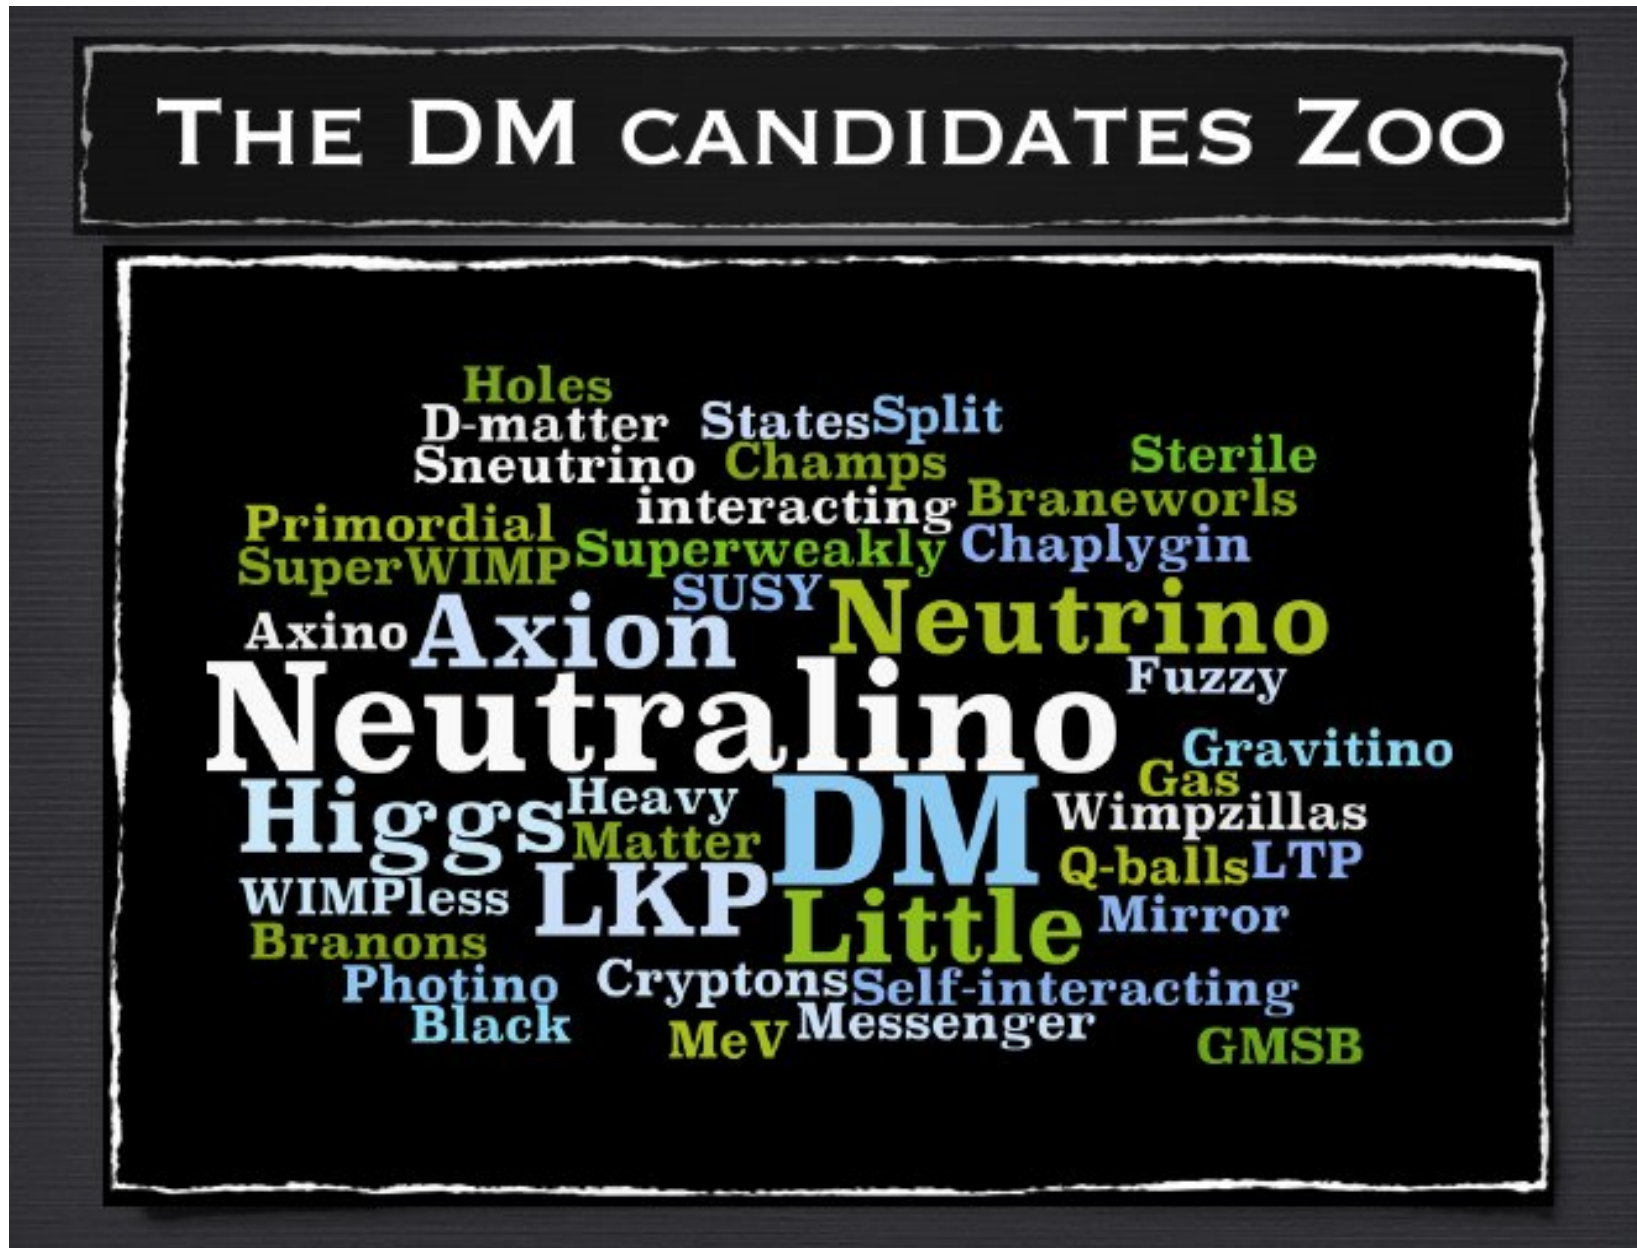 The DM candidates Zoo
Holes
D-matter States Split
Sneutrino Champs Sterile
interacting Braneworls
Primordial
SuperWIMP Superweakly Chaplygin
SUSY Neutrino
Axino Axion
Neutralino Fuzzy
Gravitino
Gas
Higgs Heavy DM Wimpzillas
Matter Q-balls LTP
WIMPless LKP Little Mirror
Branons
Photino Cryptons Self-interacting
Black MeV Messenger GMSB